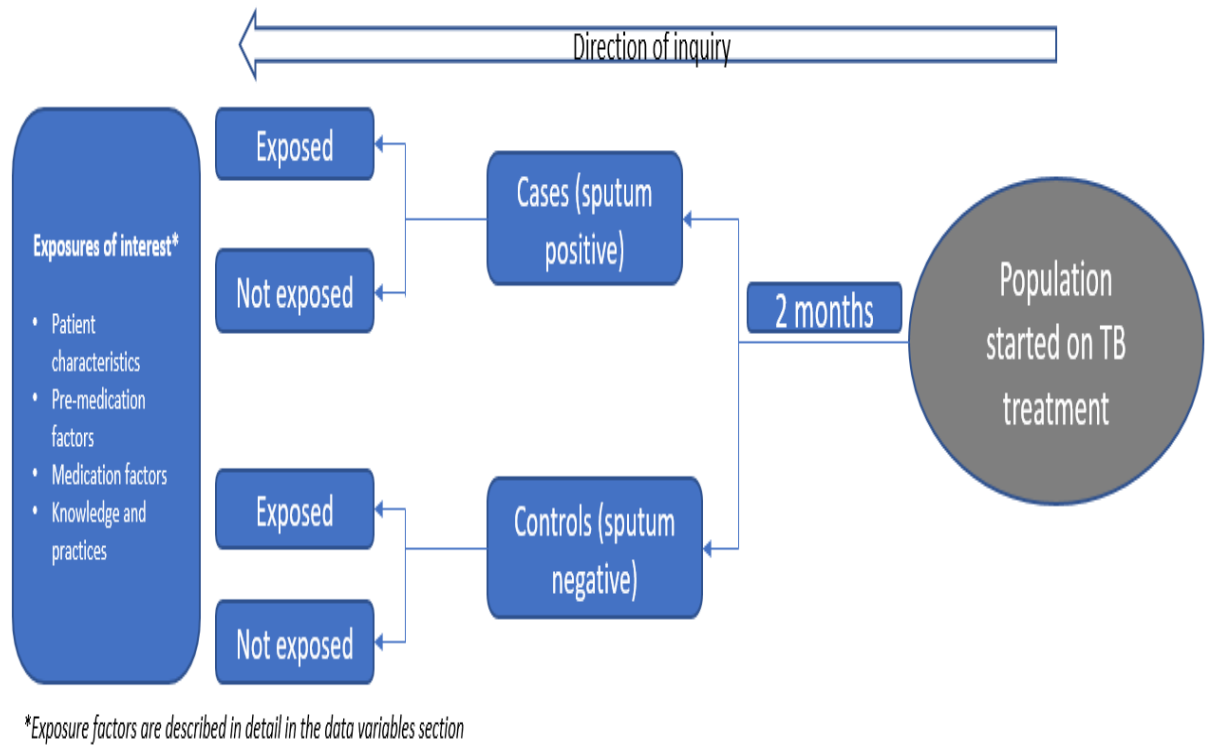 Direction of inquiry
Exposures of interest*
• Patient
characteristics
• Pre-medication
factors
• Medication factors
• Knowledge and
practices
Exposed
Not exposed
Exposed
Not exposed
Cases (sputum
positive)
Controls (sputum
negative)
2 months
Population
started on TB
treatment
*Exposure factors are described in detail in the data variables section